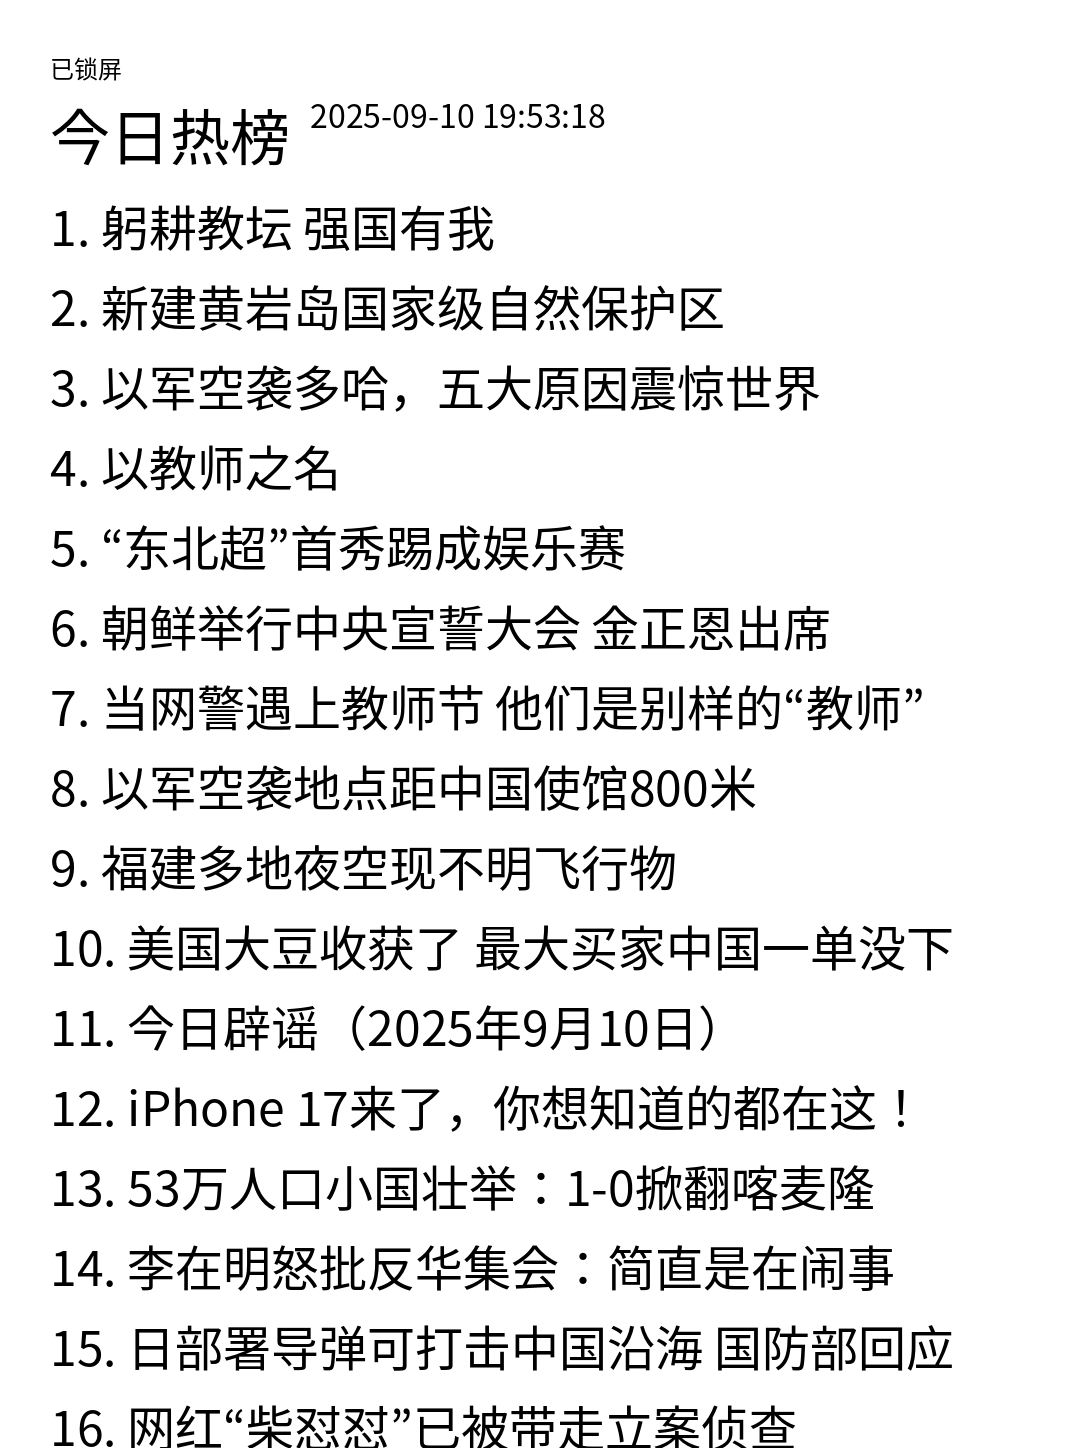 已锁屏
今日热榜 2025-09-10 19:53:18
1. 躬耕教坛 强国有我
2. 新建黄岩岛国家级自然保护区
3. 以军空袭多哈，五大原因震惊世界
4. 以教师之名
5. “东北超”首秀踢成娱乐赛
6. 朝鲜举行中央宣誓大会 金正恩出席
7. 当网警遇上教师节 他们是别样的“教师”
8. 以军空袭地点距中国使馆800米
9. 福建多地夜空现不明飞行物
10. 美国大豆收获了 最大买家中国一单没下
11. 今日辟谣（2025年9月10日）
12. iPhone 17来了，你想知道的都在这！
13. 53万人口小国壮举：1-0掀翻喀麦隆
14. 李在明怒批反华集会：简直是在闹事
15. 日部署导弹可打击中国沿海 国防部回应
16. 网红“柴怼怼”已被带走立案侦查